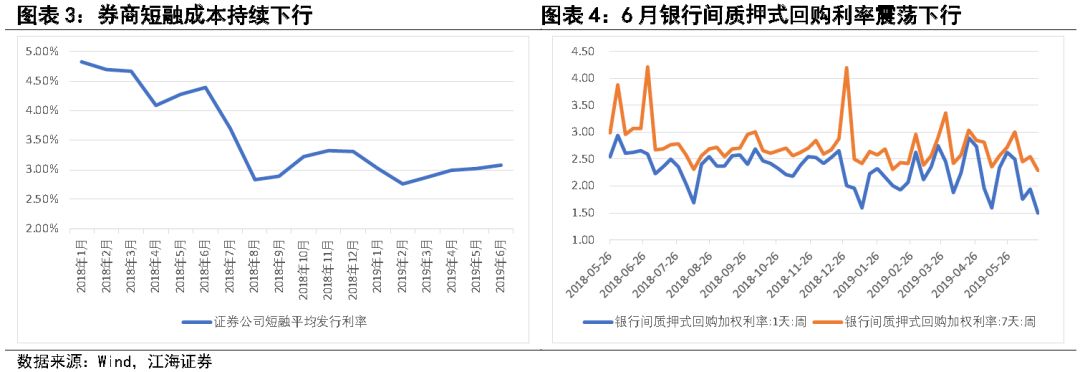 图表 3：券商短融成本持续下行
5.00%
4.50%
4.00%
3.50%
3.00%
2.50%
2.00%
2018年1月
2018年2月
2018年3月
2018年4月
2018年5月
2018年6月
2018年7月
2018年8月
2018年9月
2018年10月
2018年11月
2018年12月
2019年1月
2019年2月
2019年3月
2019年4月
2019年5月
2019年6月
证券公司短融平均发行利率
图表 4：6 月银行间质押式回购利率震荡下行
4.50
4.00
3.50
3.00
2.50
2.00
1.50
1.00
2018-05-26
2018-06-26
2018-07-26
2018-08-26
2018-09-26
2018-10-26
2018-11-26
2018-12-26
2019-01-26
2019-02-26
2019-03-26
2019-04-26
2019-05-26
银行间质押式回购加权利率:1天:周
银行间质押式回购加权利率:7天:周
数据来源：Wind，江海证券